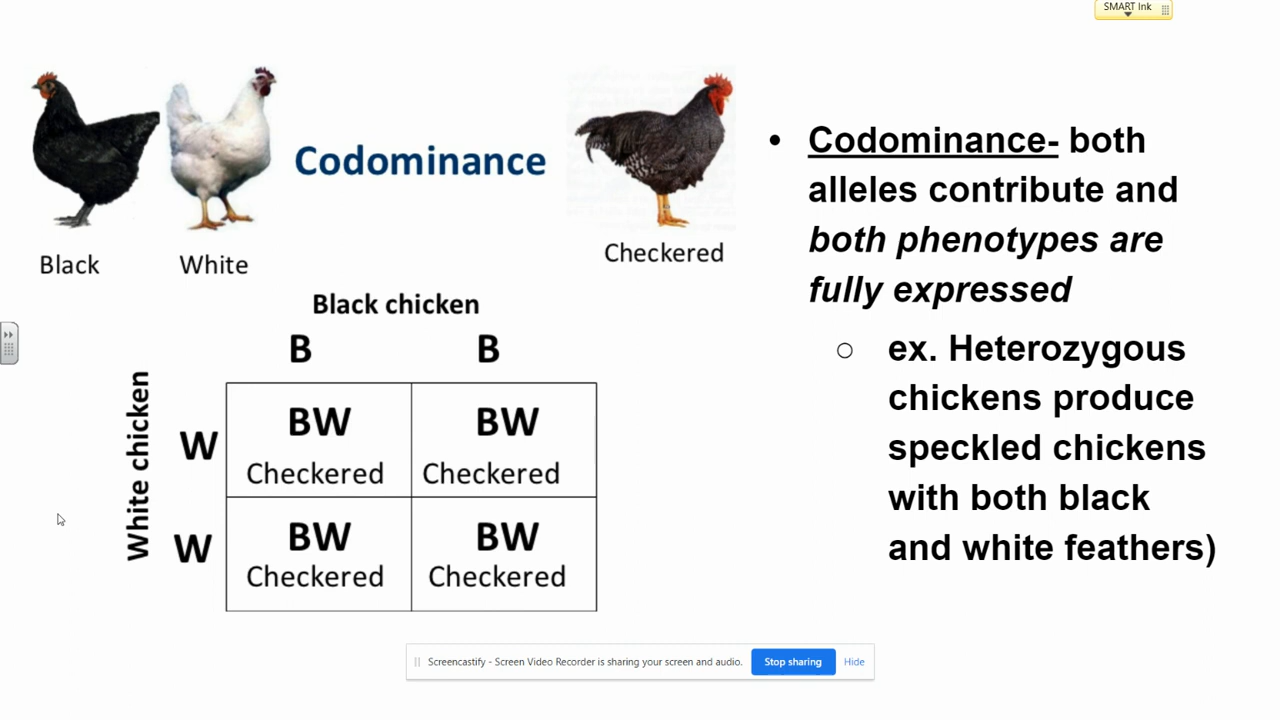 SMART Ink
Codominance
Black
White
Checkered
Black chicken
B B
White chicken
W
BW BW
Checkered Checkered
W
BW BW
Checkered Checkered
• Codominance- both
alleles contribute and
both phenotypes are
fully expressed
○ ex. Heterozygous
chickens produce
speckled chickens
with both black
and white feathers)
Screencastify - Screen Video Recorder is sharing your screen and audio. Stop sharing Hide